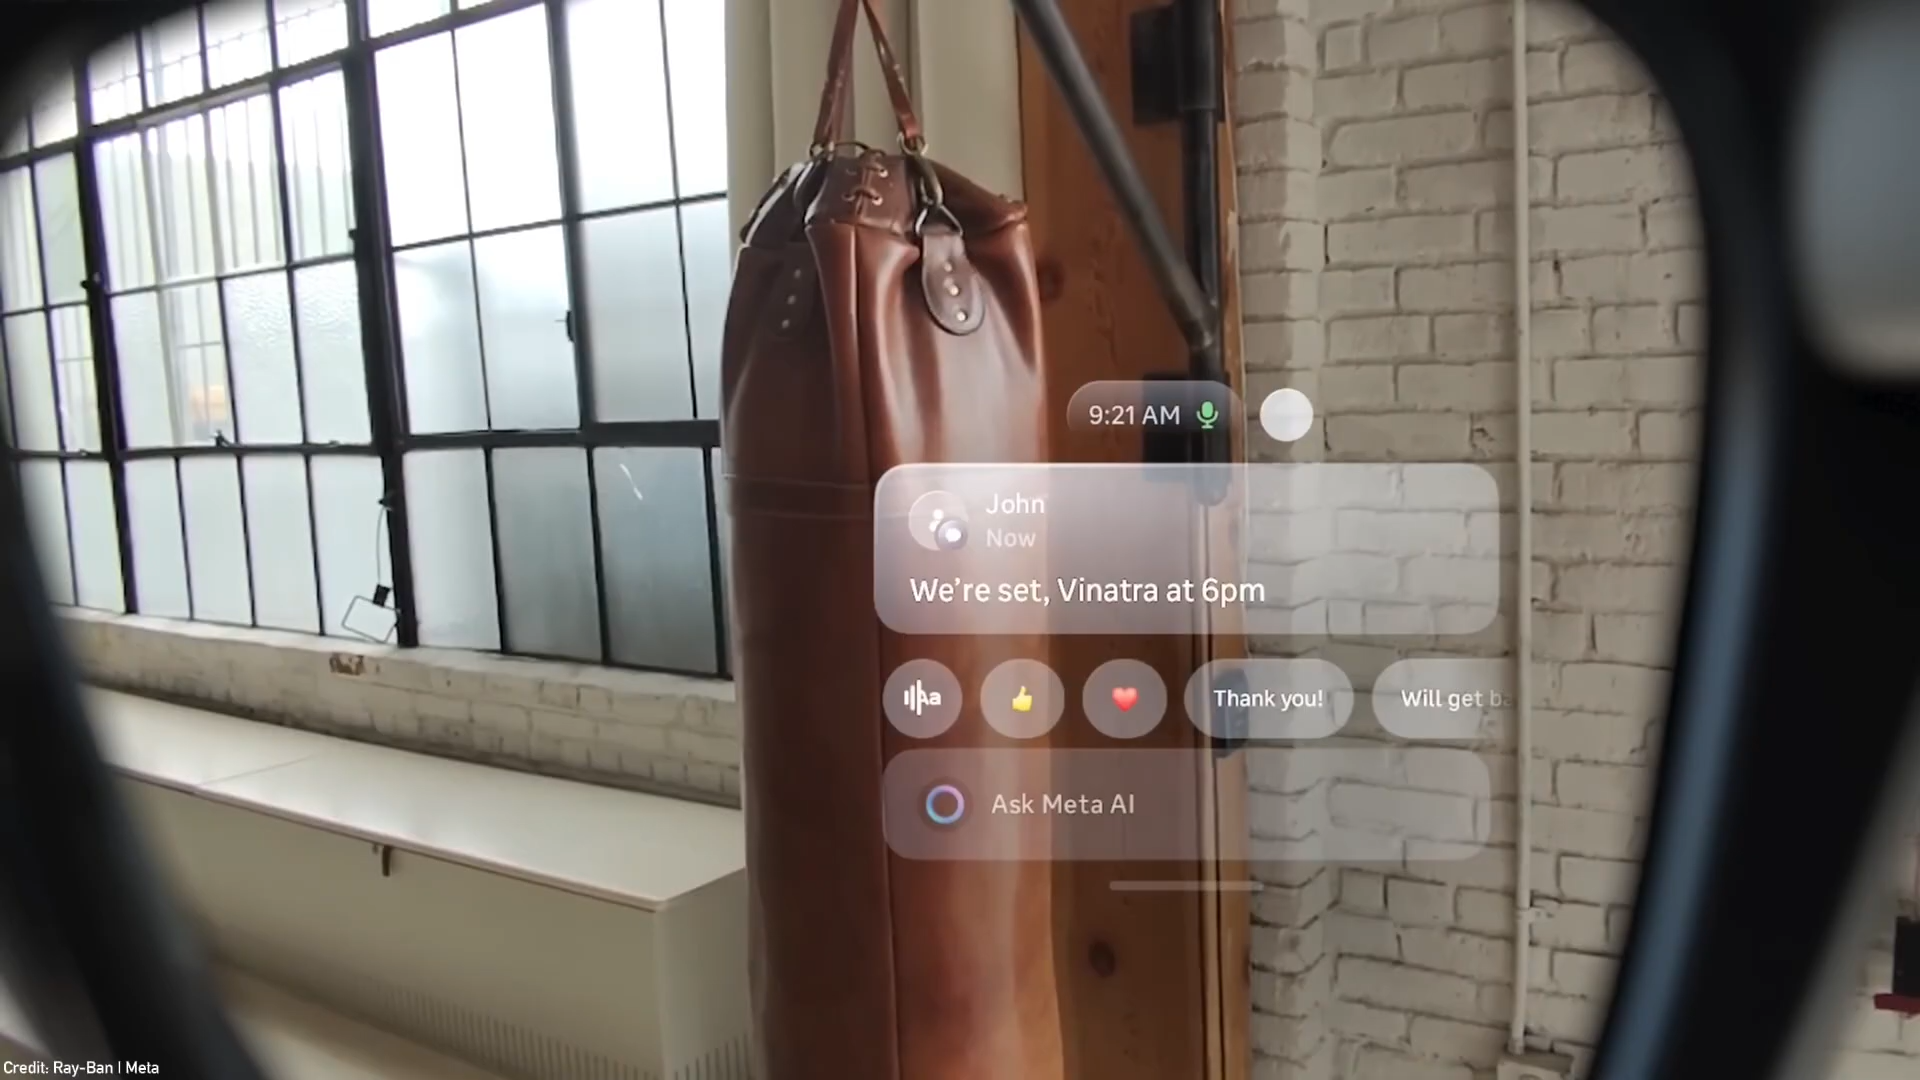 9:21 AM
John
Now
We're set, Vinatra at 6pm
Aa
Thank you!
Will get
Ask Meta AI
Credit: Ray-Ban | Meta